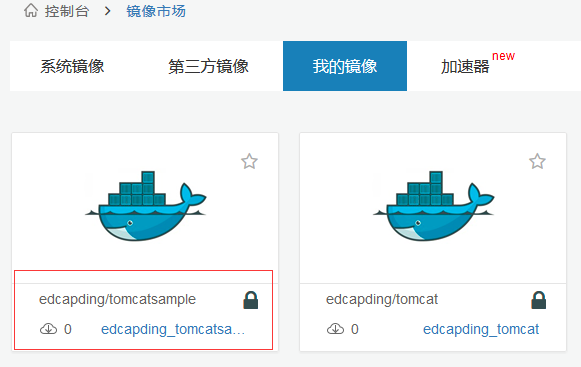 控制台 > 镜像市场
系统镜像 第三方镜像 我的镜像 加速器 new
edcapding/tomcatsample
0 edcapding_tomcatsa...
edcapding/tomcat
0 edcapding_tomcat